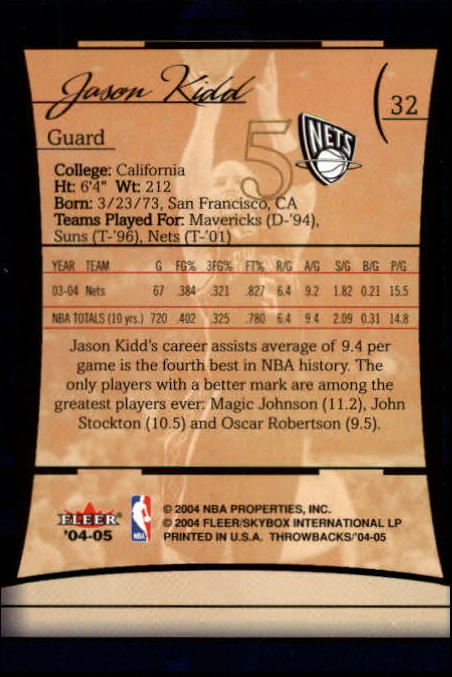 Jason Kidd
32
Guard
5
NETS
College: California
Ht: 6'4" Wt: 212
Born: 3/23/73, San Francisco, CA
Teams Played For: Mavericks (D-'94),
Suns (T-'96), Nets (T-'01)
YEAR TEAM G FG% 3FG% FT% R/G A/G S/G B/G P/G
03-04 Nets 67 .384 .321 .827 6.4 9.2 1.82 0.21 15.5
NBA TOTALS (10 yrs.) 720 .402 .325 .780 6.4 9.4 2.09 0.31 14.8
Jason Kidd's career assists average of 9.4 per
game is the fourth best in NBA history. The
only players with a better mark are among the
greatest players ever: Magic Johnson (11.2), John
Stockton (10.5) and Oscar Robertson (9.5).
FLEER
'04-05
NBA
© 2004 NBA PROPERTIES, INC.
© 2004 FLEER/SKYBOX INTERNATIONAL LP
PRINTED IN U.S.A. THROWBACKS/'04-05